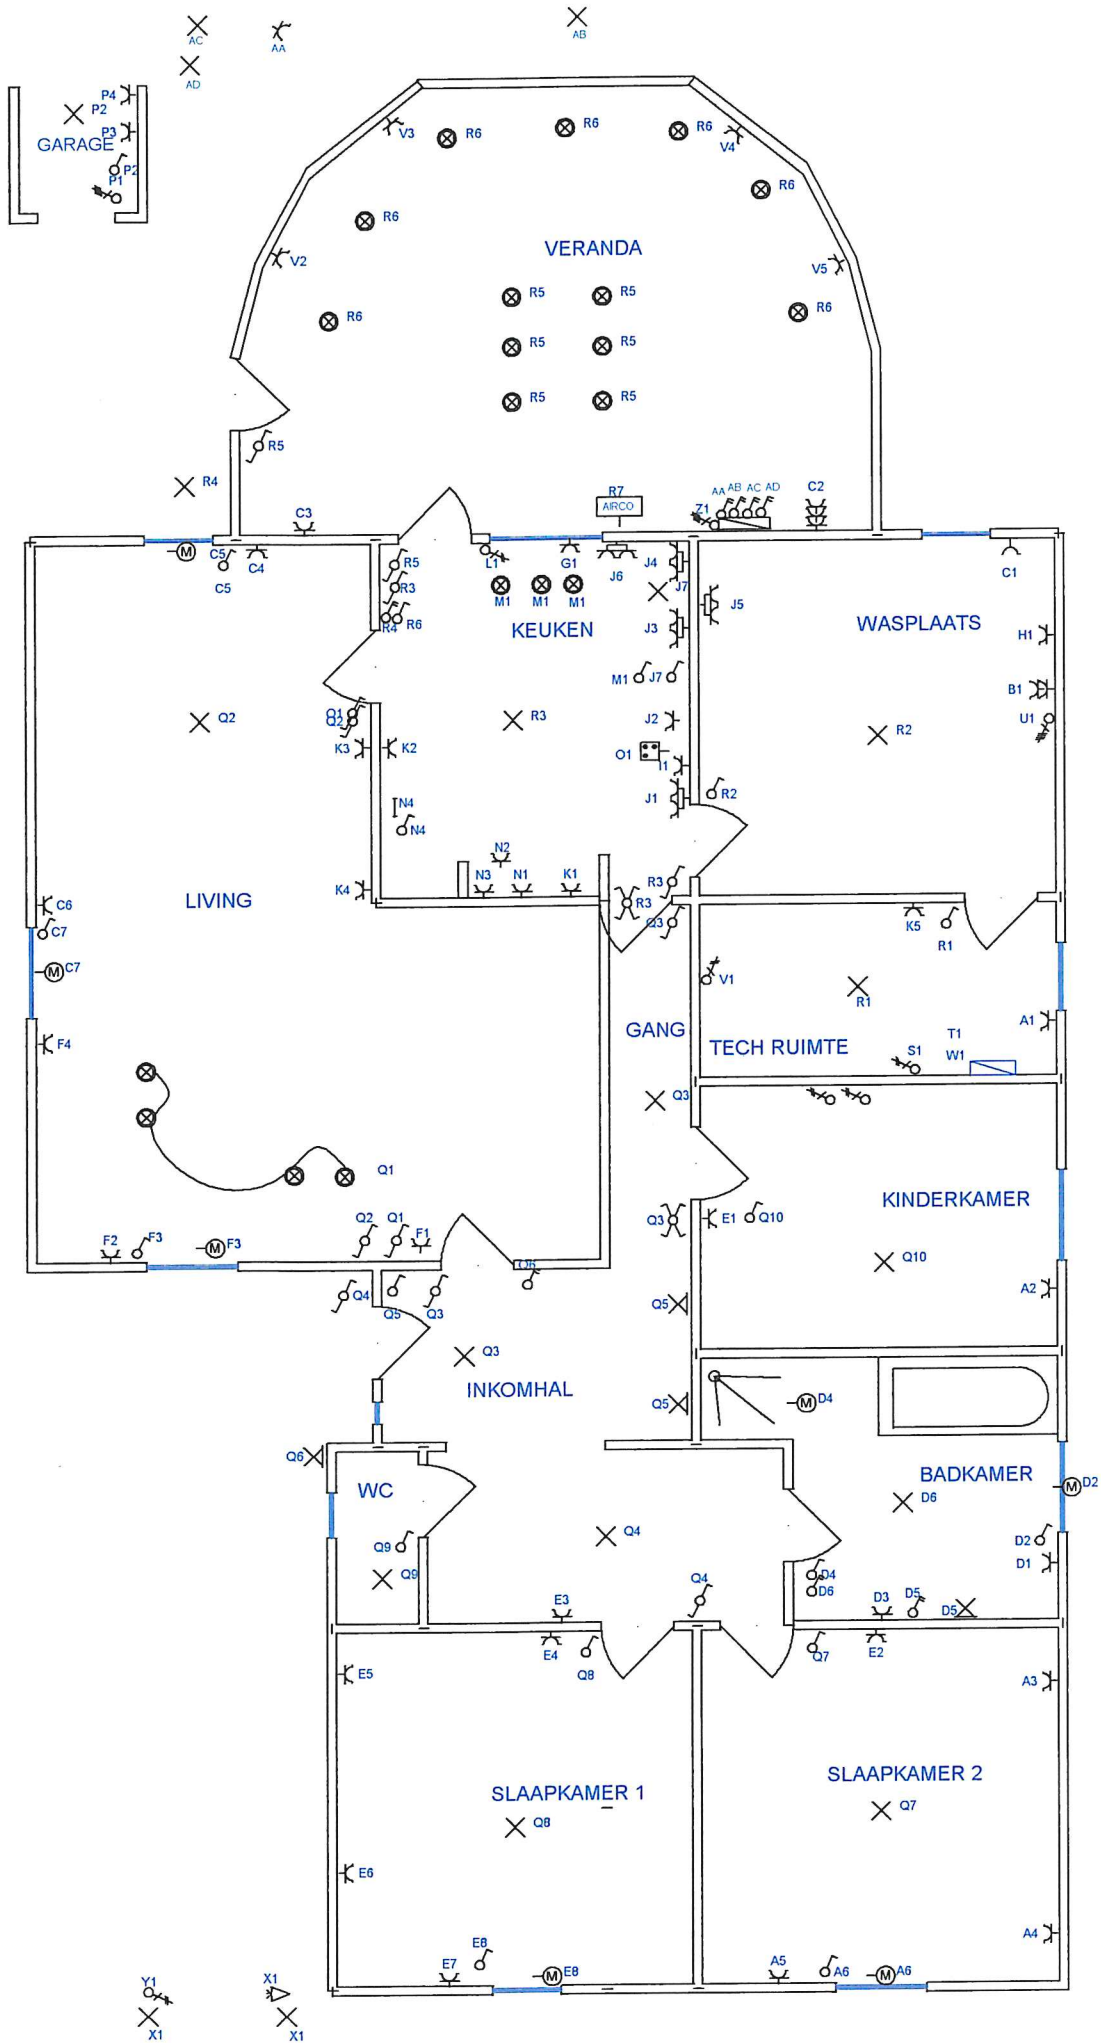 AC
AA
AB
AD
P4
P2
P3
GARAGE
P2
P1
V3
R6
R6
R6
V4
R6
R6
V2
VERANDA
V5
R5
R5
R6
R6
R5
R5
R5
R5
R5
R4
C3
R7
AIRCO
AA
AB
AC
AD
Z1
C2
C5
C4
C5
R5
R3
R4
R6
L1
G1
J6
J4
J7
C1
M1
M1
M1
KEUKEN
J3
J5
WASPLAATS
H1
M1
J7
B1
Q2
Q1
Q2
R3
J2
U1
R2
K3
K2
O1
I1
N4
N4
J1
R2
N2
LIVING
K4
N3
N1
K1
R3
R3
C6
C7
Q3
K5
R1
C7
V1
R1
GANG
A1
F4
TECH RUIMTE
S1
T1
W1
Q3
Q1
KINDERKAMER
Q3
E1
Q10
Q10
F2
F3
F3
Q2
Q1
F1
Q4
Q5
Q3
Q5
A2
Q3
INKOMHAL
Q5
D4
Q6
WC
BADKAMER
D2
D6
Q4
Q9
D2
Q9
D4
D6
D1
Q4
E3
D3
D5
D5
E4
Q8
Q7
E2
E5
A3
SLAAPKAMER 1
SLAAPKAMER 2
Q8
Q7
E6
A4
E7
E8
A5
A6
A6
Y1
X1
X1
X1